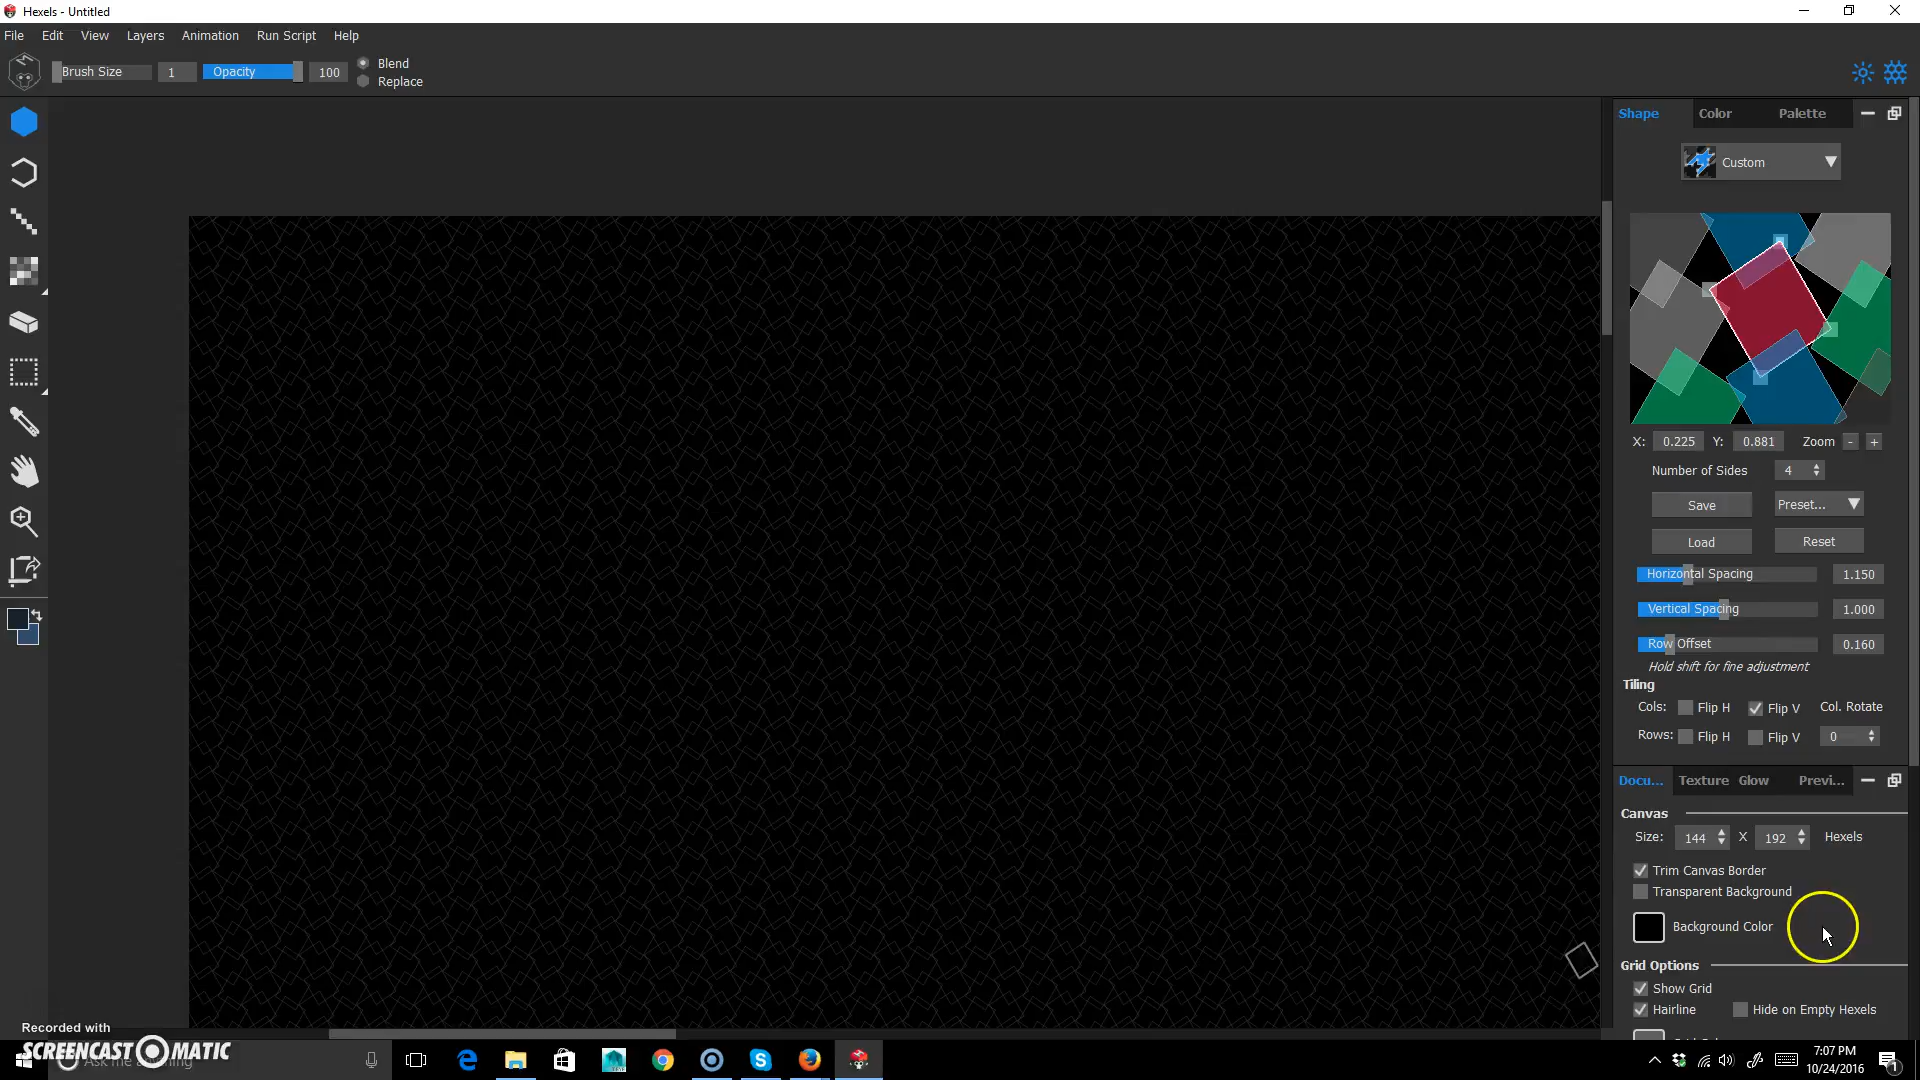 Hexels - Untitled
File Edit View Layers Animation Run Script Help
Brush Size 1 Opacity 100 Blend
Replace
Shape Color Palette
Custom
X: 0.225 Y: 0.881 Zoom - +
Number of Sides 4
Save Preset...
Load Reset
Horizontal Spacing 1.150
Vertical Spacing 1.000
Row Offset 0.160
Hold shift for fine adjustment
Tiling
Cols: Flip H Flip V Col. Rotate
Rows: Flip H Flip V 0
Docu... Texture Glow Previ...
Canvas
Size: 144 X 192 Hexels
Trim Canvas Border
Transparent Background
Background Color
Grid Options
Show Grid
Hairline Hide on Empty Hexels
Recorded with
SCREENCAST MATIC
Ask me anything
7:07 PM
10/24/2016
1